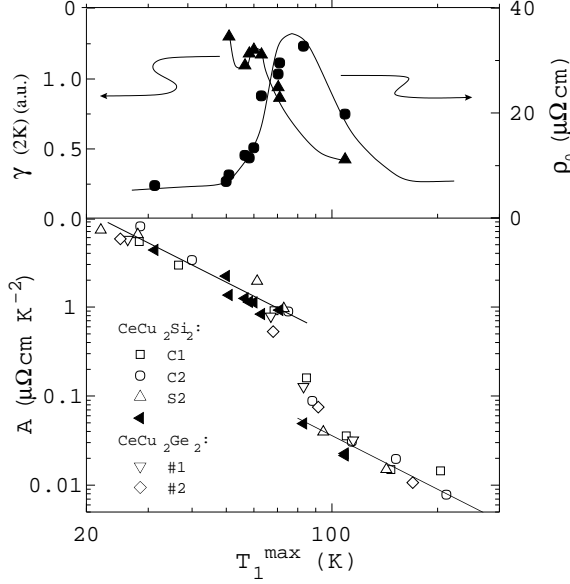 0
40
1.0
30
0.5
20
10
0.0
0
γ (2K) (a.u.)
ρ₀ (μΩcm)
1
0.1
0.01
A (μΩcm K⁻²)
CeCu₂Si₂:
C1
C2
S2
CeCu₂Ge₂:
#1
#2
20
100
T₁ᵐᵃˣ (K)